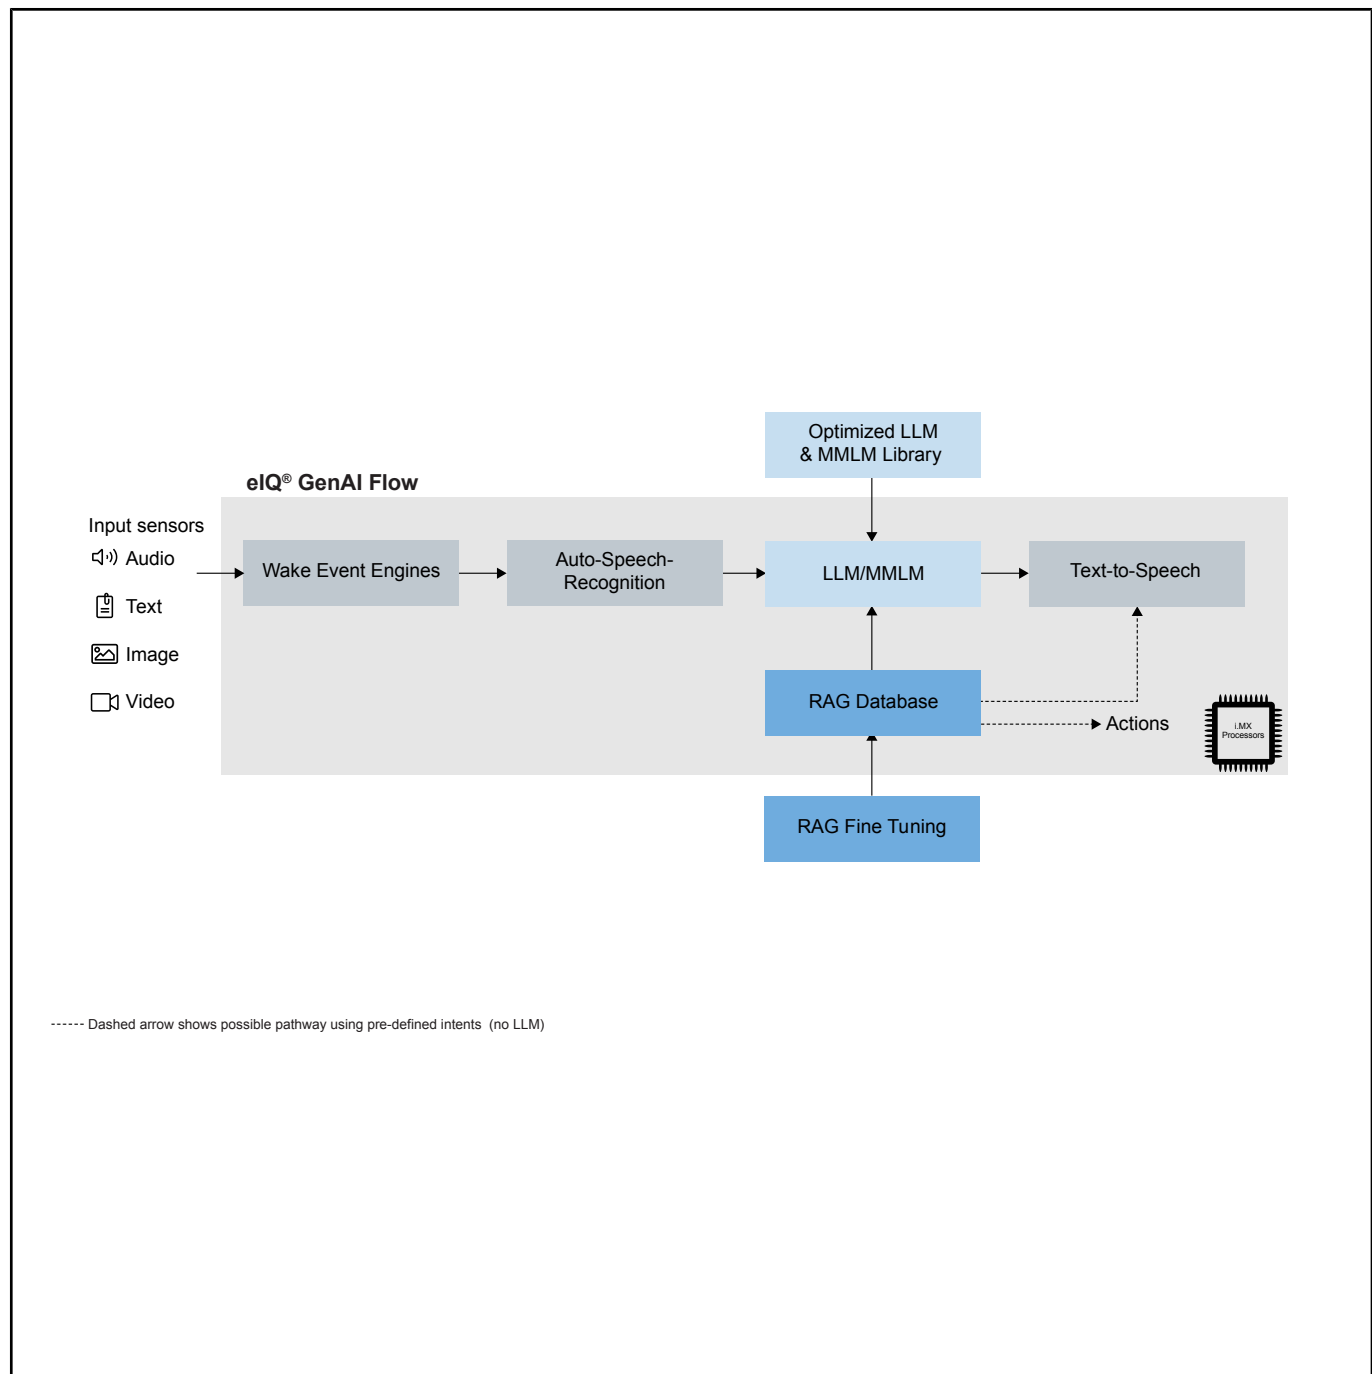 Optimized LLM
& MMLM Library
eIQ® GenAI Flow
Input sensors
Audio
Text
Image
Video
Wake Event Engines
Auto-Speech-
Recognition
LLM/MMLM
Text-to-Speech
RAG Database
Actions
i.MX
Processors
RAG Fine Tuning
Dashed arrow shows possible pathway using pre-defined intents (no LLM)